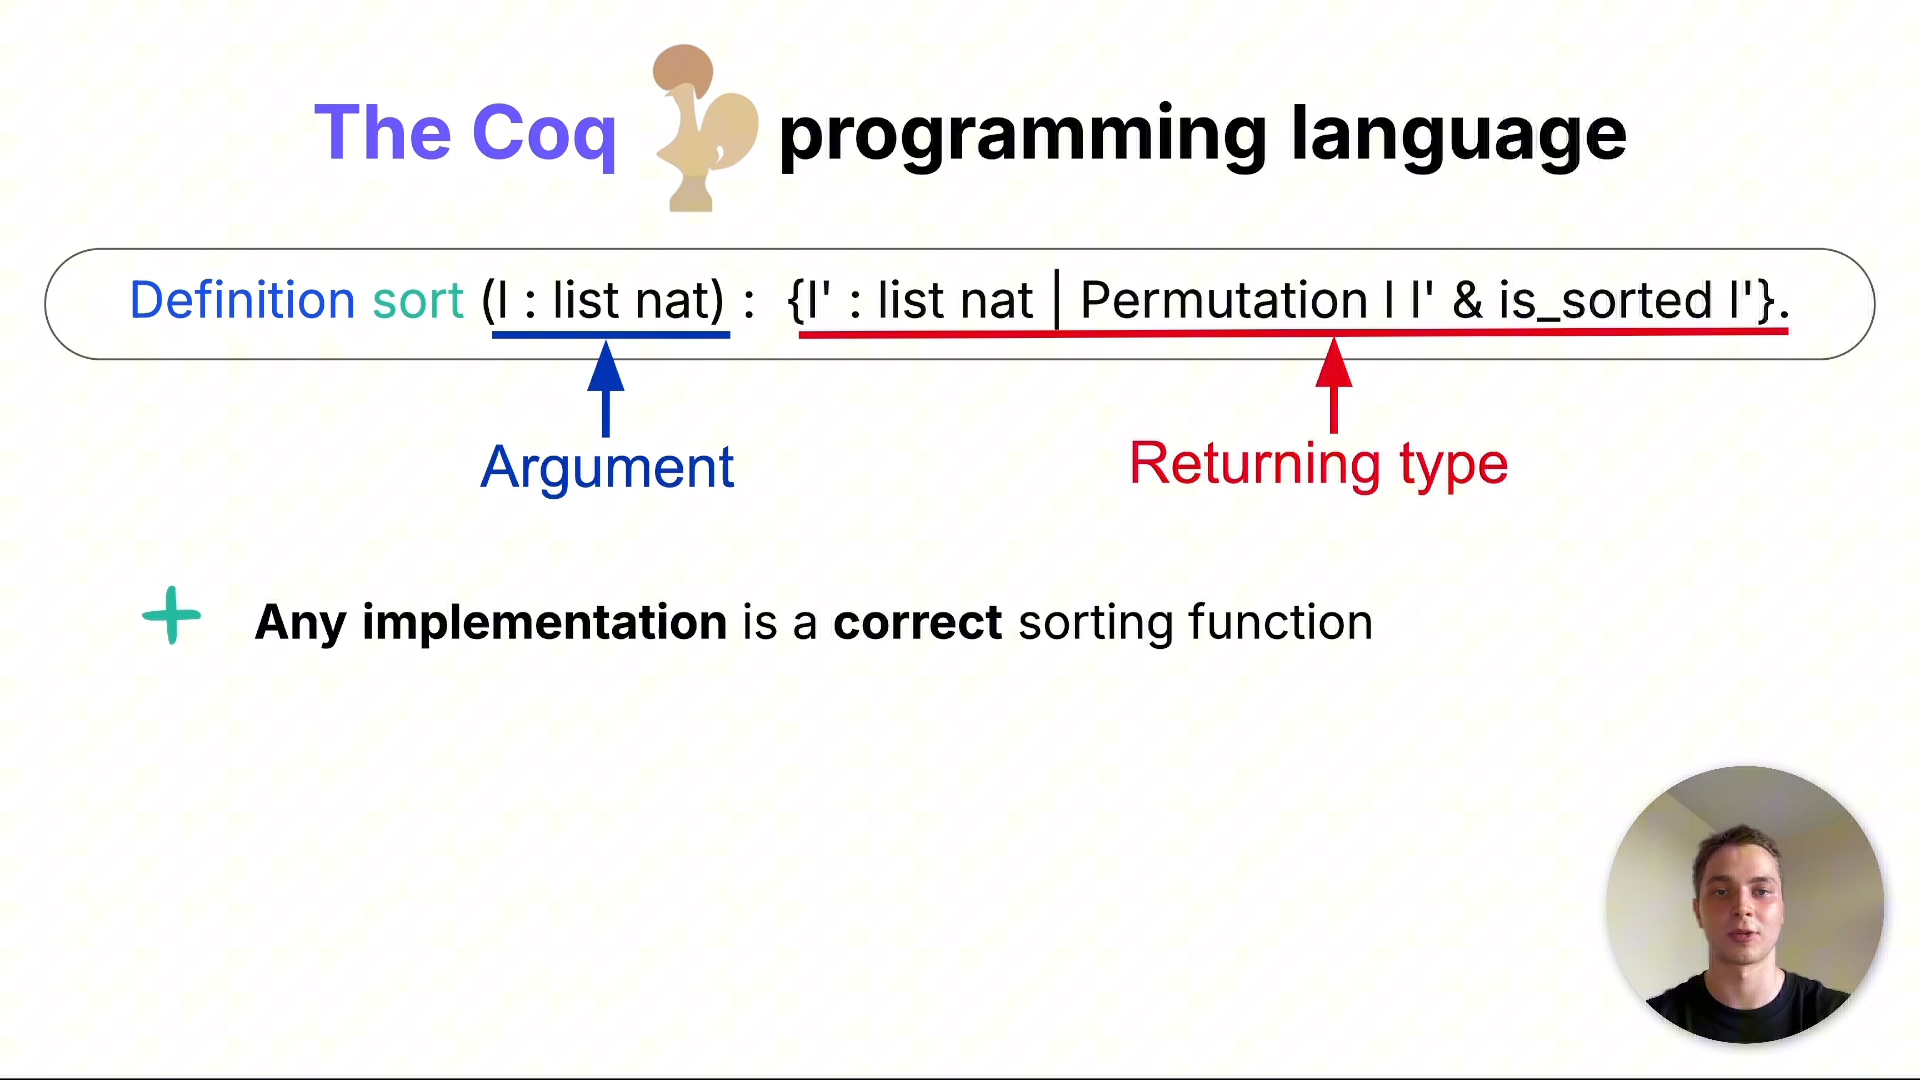 The Coq programming language
Definition sort (l : list nat) : {l' : list nat | Permutation l l' & is_sorted l'}.
Argument
Returning type
Any implementation is a correct sorting function